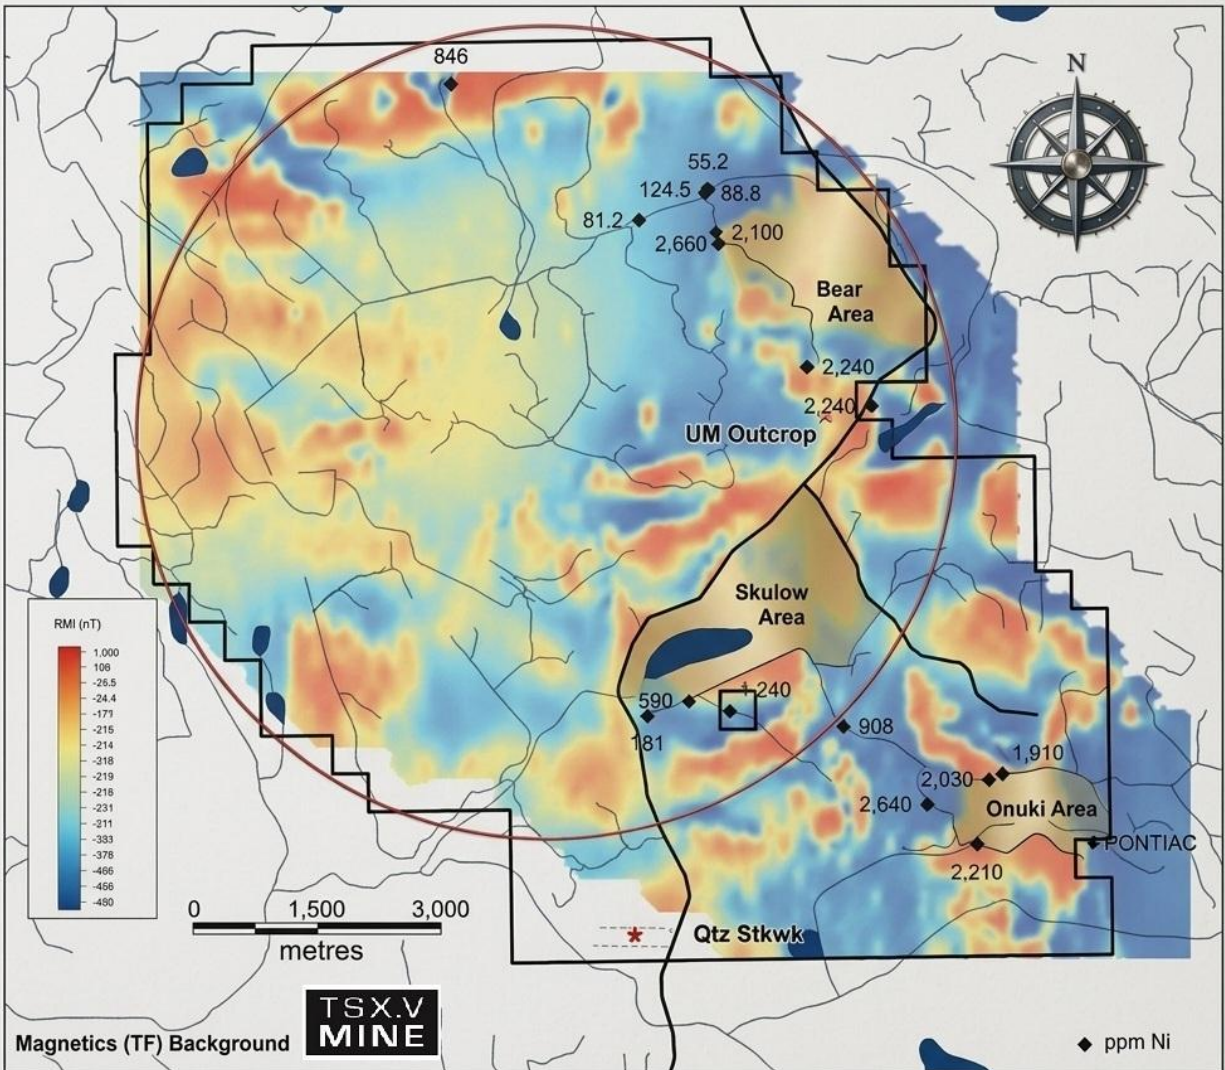 846
N
55.2
124.5
88.8
81.2
2,100
2,660
Bear
Area
2,240
2,240
UM Outcrop
Skulow
Area
RMI (nT)
1,000
106
-26.5
-24.4
-171
-215
-214
-218
-219
-216
-231
-211
-333
-378
-466
-466
-480
590
1,240
181
908
1,910
2,030
2,640
Onuki Area
PONTIAC
2,210
0 1,500 3,000
metres
Qtz Stkwk
TSX.V
MINE
Magnetics (TF) Background
ppm Ni